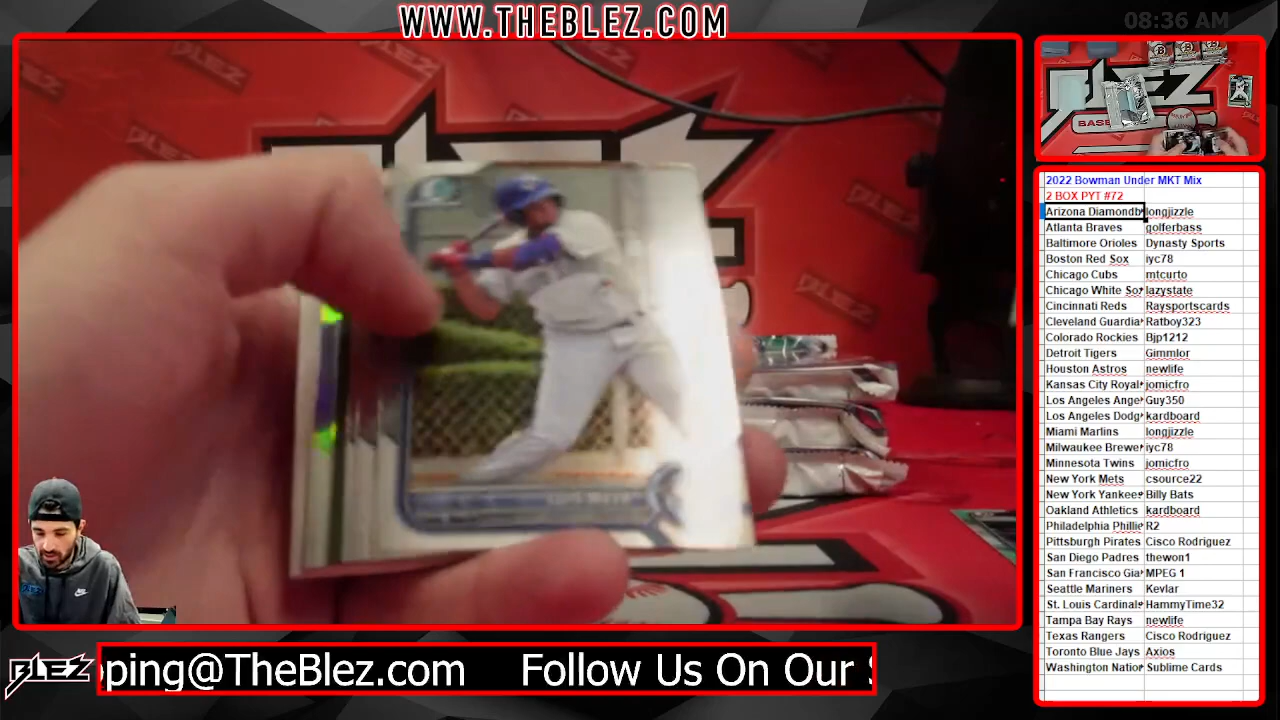 WWW.THEBLEZ.COM
08:36 AM
BLEZ
2022 Bowman Under MKT Mix
2 BOX PYT #72
Arizona Diamondb longjizzle
Atlanta Braves golferbass
Baltimore Orioles Dynasty Sports
Boston Red Sox iyc78
Chicago Cubs mtcurto
Chicago White So lazystate
Cincinnati Reds Raysportscards
Cleveland Guardia Ratboy323
Colorado Rockies Bjp1212
Detroit Tigers Gimmlor
Houston Astros newlife
Kansas City Royal jomicfro
Los Angeles Ange Guy350
Los Angeles Dodg kardboard
Miami Marlins longjizzle
Milwaukee Brewe iyc78
Minnesota Twins jomicfro
New York Mets csource22
New York Yankees Billy Bats
Oakland Athletics kardboard
Philadelphia Phillie R2
Pittsburgh Pirates Cisco Rodriguez
San Diego Padres thewon1
San Francisco Gia MPEG 1
Seattle Mariners Kevlar
St. Louis Cardinals HammyTime32
Tampa Bay Rays newlife
Texas Rangers Cisco Rodriguez
Toronto Blue Jays Axios
Washington Nation Sublime Cards
BLEZ
pping@TheBlez.com Follow Us On Our S